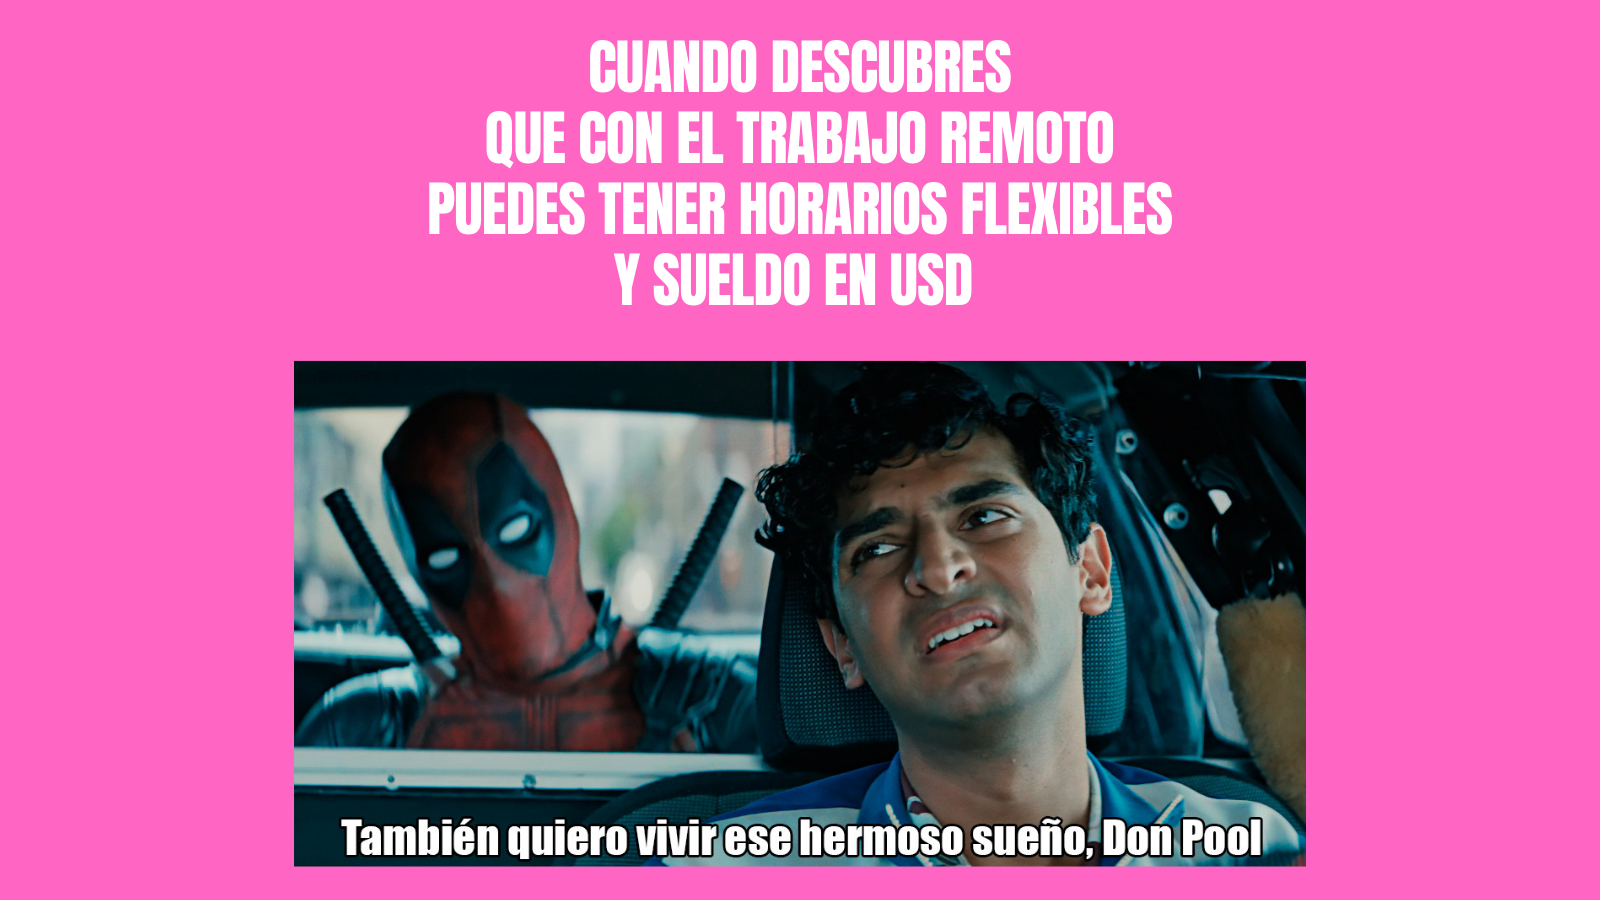 CUANDO DESCUBRES
QUE CON EL TRABAJO REMOTO
PUEDES TENER HORARIOS FLEXIBLES
Y SUELDO EN USD
También quiero vivir ese hermoso sueño, Don Pool